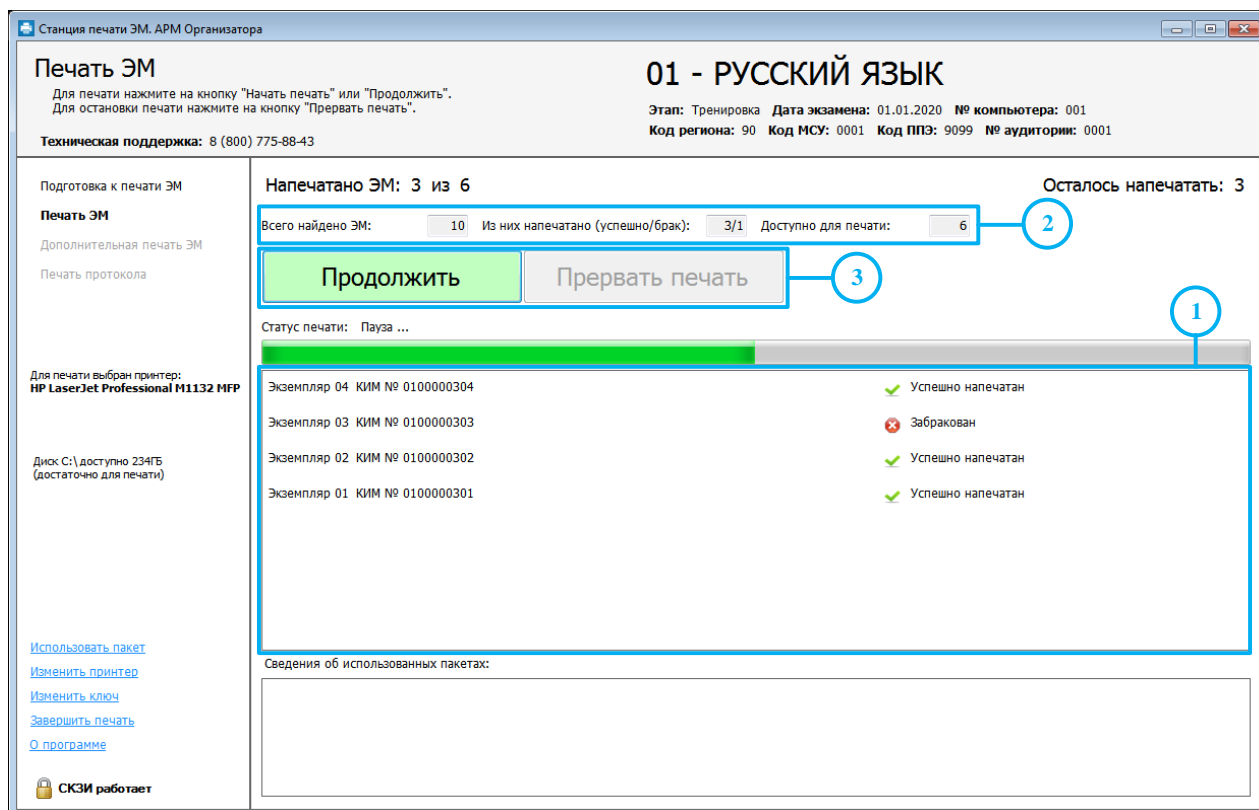 Станция печати ЭМ. АРМ Организатора
Печать ЭМ
Для печати нажмите на кнопку "Начать печать" или "Продолжить".
Для остановки печати нажмите на кнопку "Прервать печать".
Техническая поддержка: 8 (800) 775-88-43
01 - РУССКИЙ ЯЗЫК
Этап: Тренировка Дата экзамена: 01.01.2020 № компьютера: 001
Код региона: 90 Код МСУ: 0001 Код ППЭ: 9099 № аудитории: 0001
Подготовка к печати ЭМ
Печать ЭМ
Дополнительная печать ЭМ
Печать протокола
Для печати выбран принтер:
HP LaserJet Professional M1132 MFP
Диск C:\ доступно 234ГБ
(достаточно для печати)
Использовать пакет
Изменить принтер
Изменить ключ
Завершить печать
О программе
СКЗИ работает
Напечатано ЭМ: 3 из 6
Осталось напечатать: 3
Всего найдено ЭМ: 10 Из них напечатано (успешно/брак): 3/1 Доступно для печати: 6
2
Продолжить Прервать печать
3
Статус печати: Пауза ...
1
Экземпляр 04 КИМ № 0100000304 Успешно напечатан
Экземпляр 03 КИМ № 0100000303 Забракован
Экземпляр 02 КИМ № 0100000302 Успешно напечатан
Экземпляр 01 КИМ № 0100000301 Успешно напечатан
Сведения об использованных пакетах: